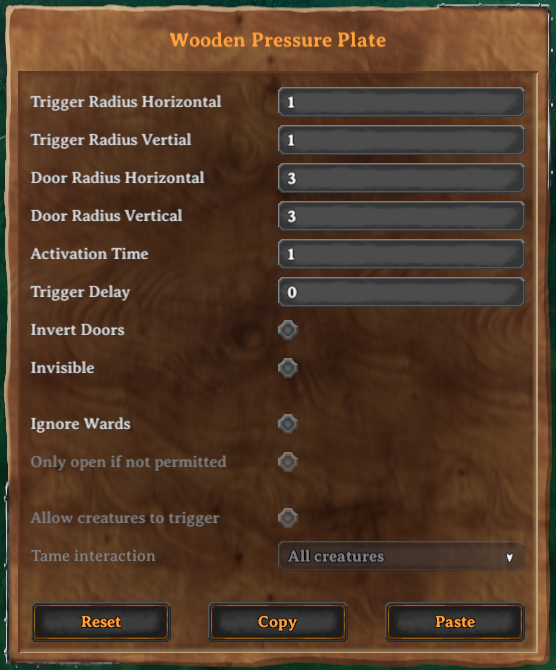 Wooden Pressure Plate
Trigger Radius Horizontal 1
Trigger Radius Vertial 1
Door Radius Horizontal 3
Door Radius Vertical 3
Activation Time 1
Trigger Delay 0
Invert Doors
Invisible
Ignore Wards
Only open if not permitted
Allow creatures to trigger
Tame interaction All creatures
Reset Copy Paste